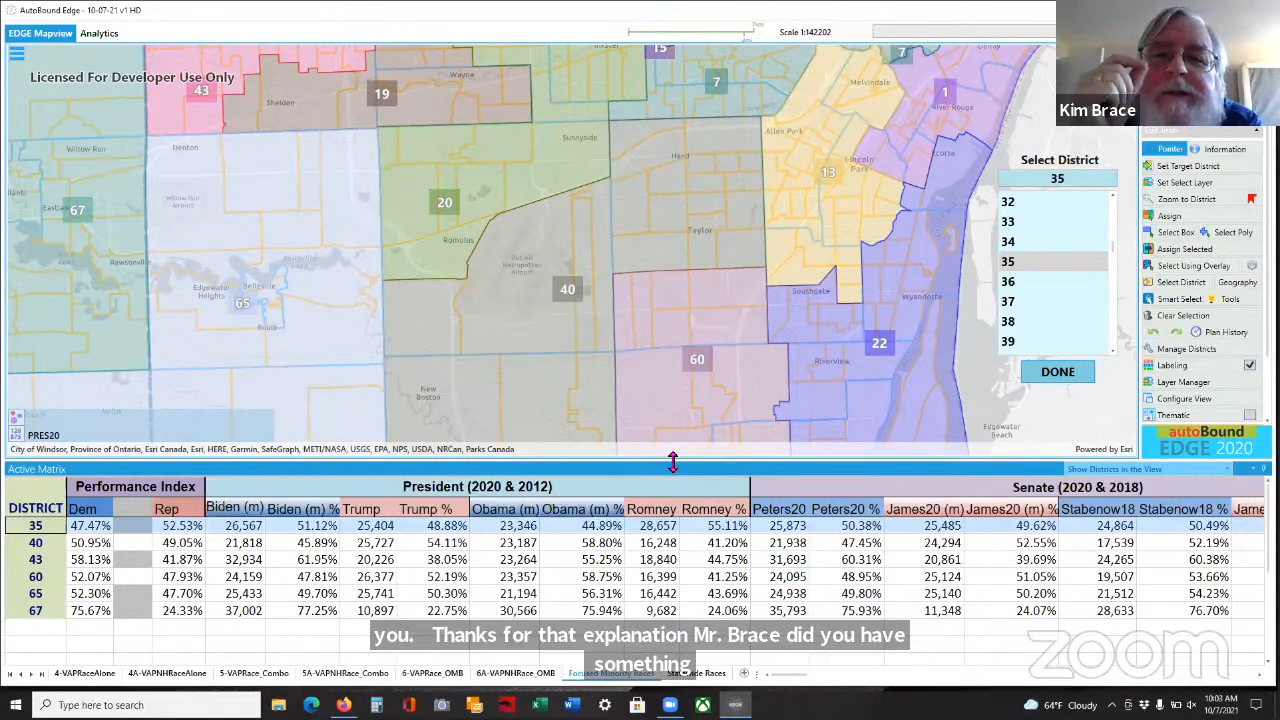 AutoBound Edge - 10-07-21 v1 HD
EDGE Mapview Analytics
Scale 1:142202
Licensed For Developer Use Only
Kim Brace
43
Wayne
19
Sheldon
15
7
7
Melvindale
1
River Rouge
Willow Run
Denton
Sunyside
Hand
Allen Park
Ecorse
Lincoln Park
13
Willow Run Airport
67
20
Romulus
Taylor
Rawsonville
Detroit Metropolitan Airport
Edgewater Heights
Belleville
65
40
Southgate
Wyandotte
60
22
Riverview
New Boston
Willis
Edgewater Beach
PRES20
City of Windsor, Province of Ontario, Esri Canada, Esri, HERE, Garmin, SafeGraph, METI/NASA, USGS, EPA, NPS, USDA, NRCan, Parks Canada
Powered by Esri
Select District
35
32
33
34
35
36
37
38
39
DONE
Edit Tools
Pointer Information
Set Target District
Set Select Layer
Zoom to District
Assign
Select Box Select Poly
Assign Selected
Select Using Overlay
Select District Geography
Smart Select Tools
Clear Selection
Plan History
Manage Districts
Labeling
Layer Manager
Configure View
Thematic
autoBound
EDGE 2020
Active Matrix
Show Districts in the View
DISTRICT Performance Index President (2020 & 2012) Senate (2020 & 2018)
Dem Rep Biden (m) Biden (m) % Trump Trump % Obama (m) Obama (m) % Romney Romney % Peters20 Peters20 % James20 (m) James20 (m) % Stabenow18 Stabenow18 % Jame
35 47.47% 52.53% 26,567 51.12% 25,404 48.88% 23,346 44.89% 28,657 55.11% 25,873 50.38% 25,485 49.62% 24,864 50.49%
40 50.95% 49.05% 21,818 45.89% 25,727 54.11% 23,187 58.80% 16,248 41.20% 21,938 47.45% 24,294 52.55% 17,539 52.19%
43 58.13% 41.87% 32,934 61.95% 20,226 38.05% 23,264 55.25% 18,840 44.75% 31,693 60.31% 20,861 39.69% 24,265 60.38%
60 52.07% 47.93% 24,159 47.81% 26,377 52.19% 23,357 58.75% 16,399 41.25% 24,095 48.95% 25,124 51.05% 19,507 53.66%
65 52.30% 47.70% 25,433 49.70% 25,741 50.30% 21,194 56.31% 16,442 43.69% 24,938 49.80% 25,140 50.20% 21,512 54.23%
67 75.67% 24.33% 37,002 77.25% 10,897 22.75% 30,566 75.94% 9,682 24.06% 35,793 75.93% 11,348 24.07% 28,633 76.70%
you. Thanks for that explanation Mr. Brace did you have
something
zoom
4-VAPRaceAlone 4A-VAPNHRaceAlone 5-VAPRace_Combo 5A-VAPNHRace_Combo 6-VAPRace_OMB 6A-VAPNHRace_OMB Focused Minority Races
Type here to search
64°F Cloudy
10:03 AM
10/7/2021